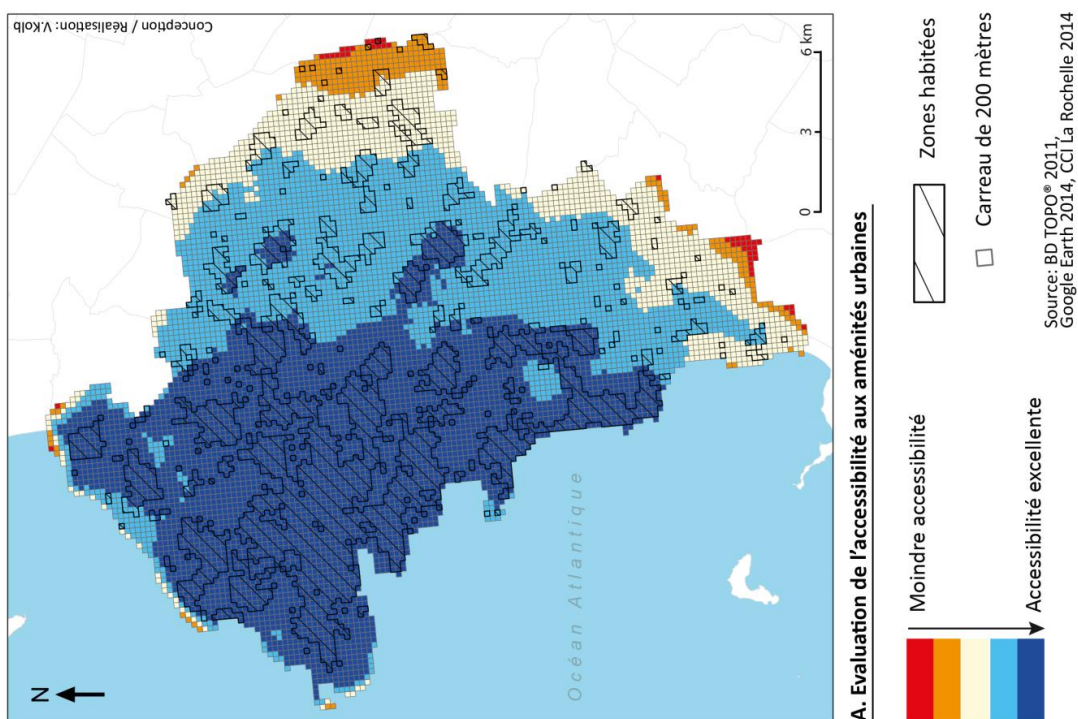 Conception / Réalisation: V.Kolb
N
Océan Atlantique
0 3 6 km
A. Evaluation de l'accessibilité aux aménités urbaines
Moindre accessibilité
Accessibilité excellente
Zones habitées
Carreau de 200 mètres
Source: BD TOPO® 2011,
Google Earth 2014, CCI La Rochelle 2014